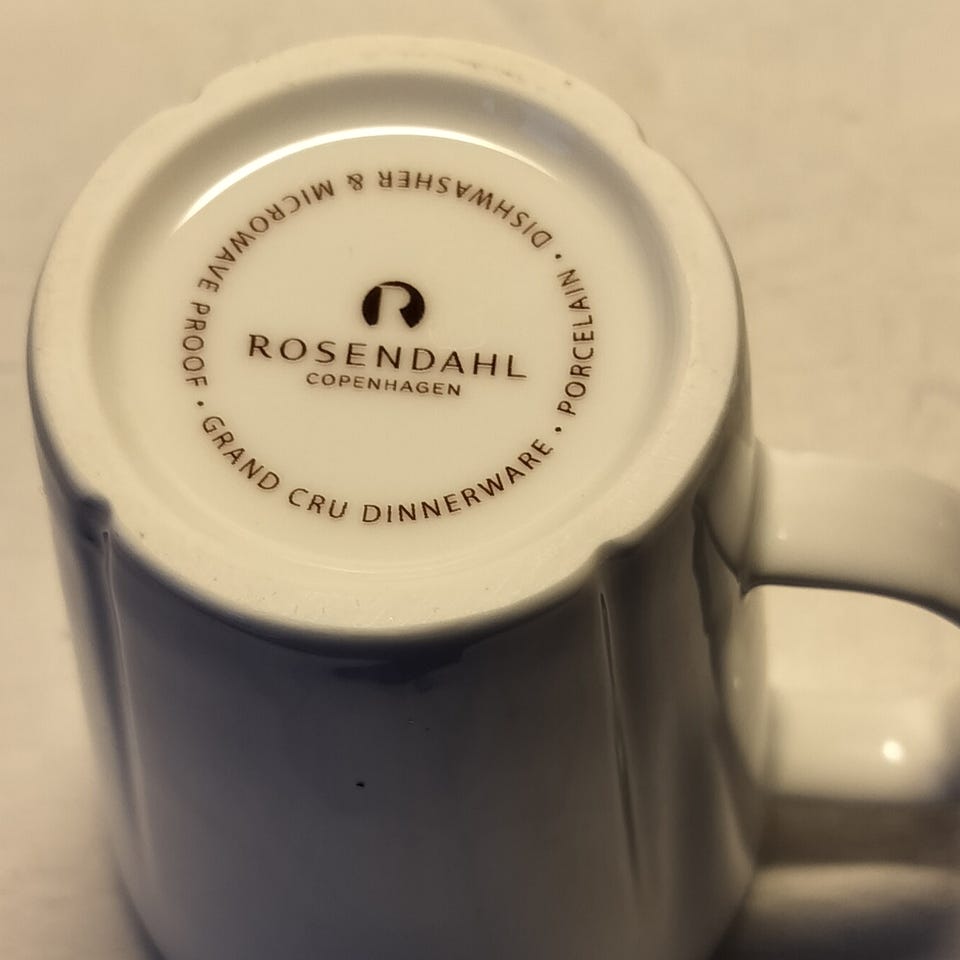 R
ROSENDAHL
COPENHAGEN
GRAND CRU DINNERWARE · PORCELAIN · DISHWASHER & MICROWAVE PROOF ·